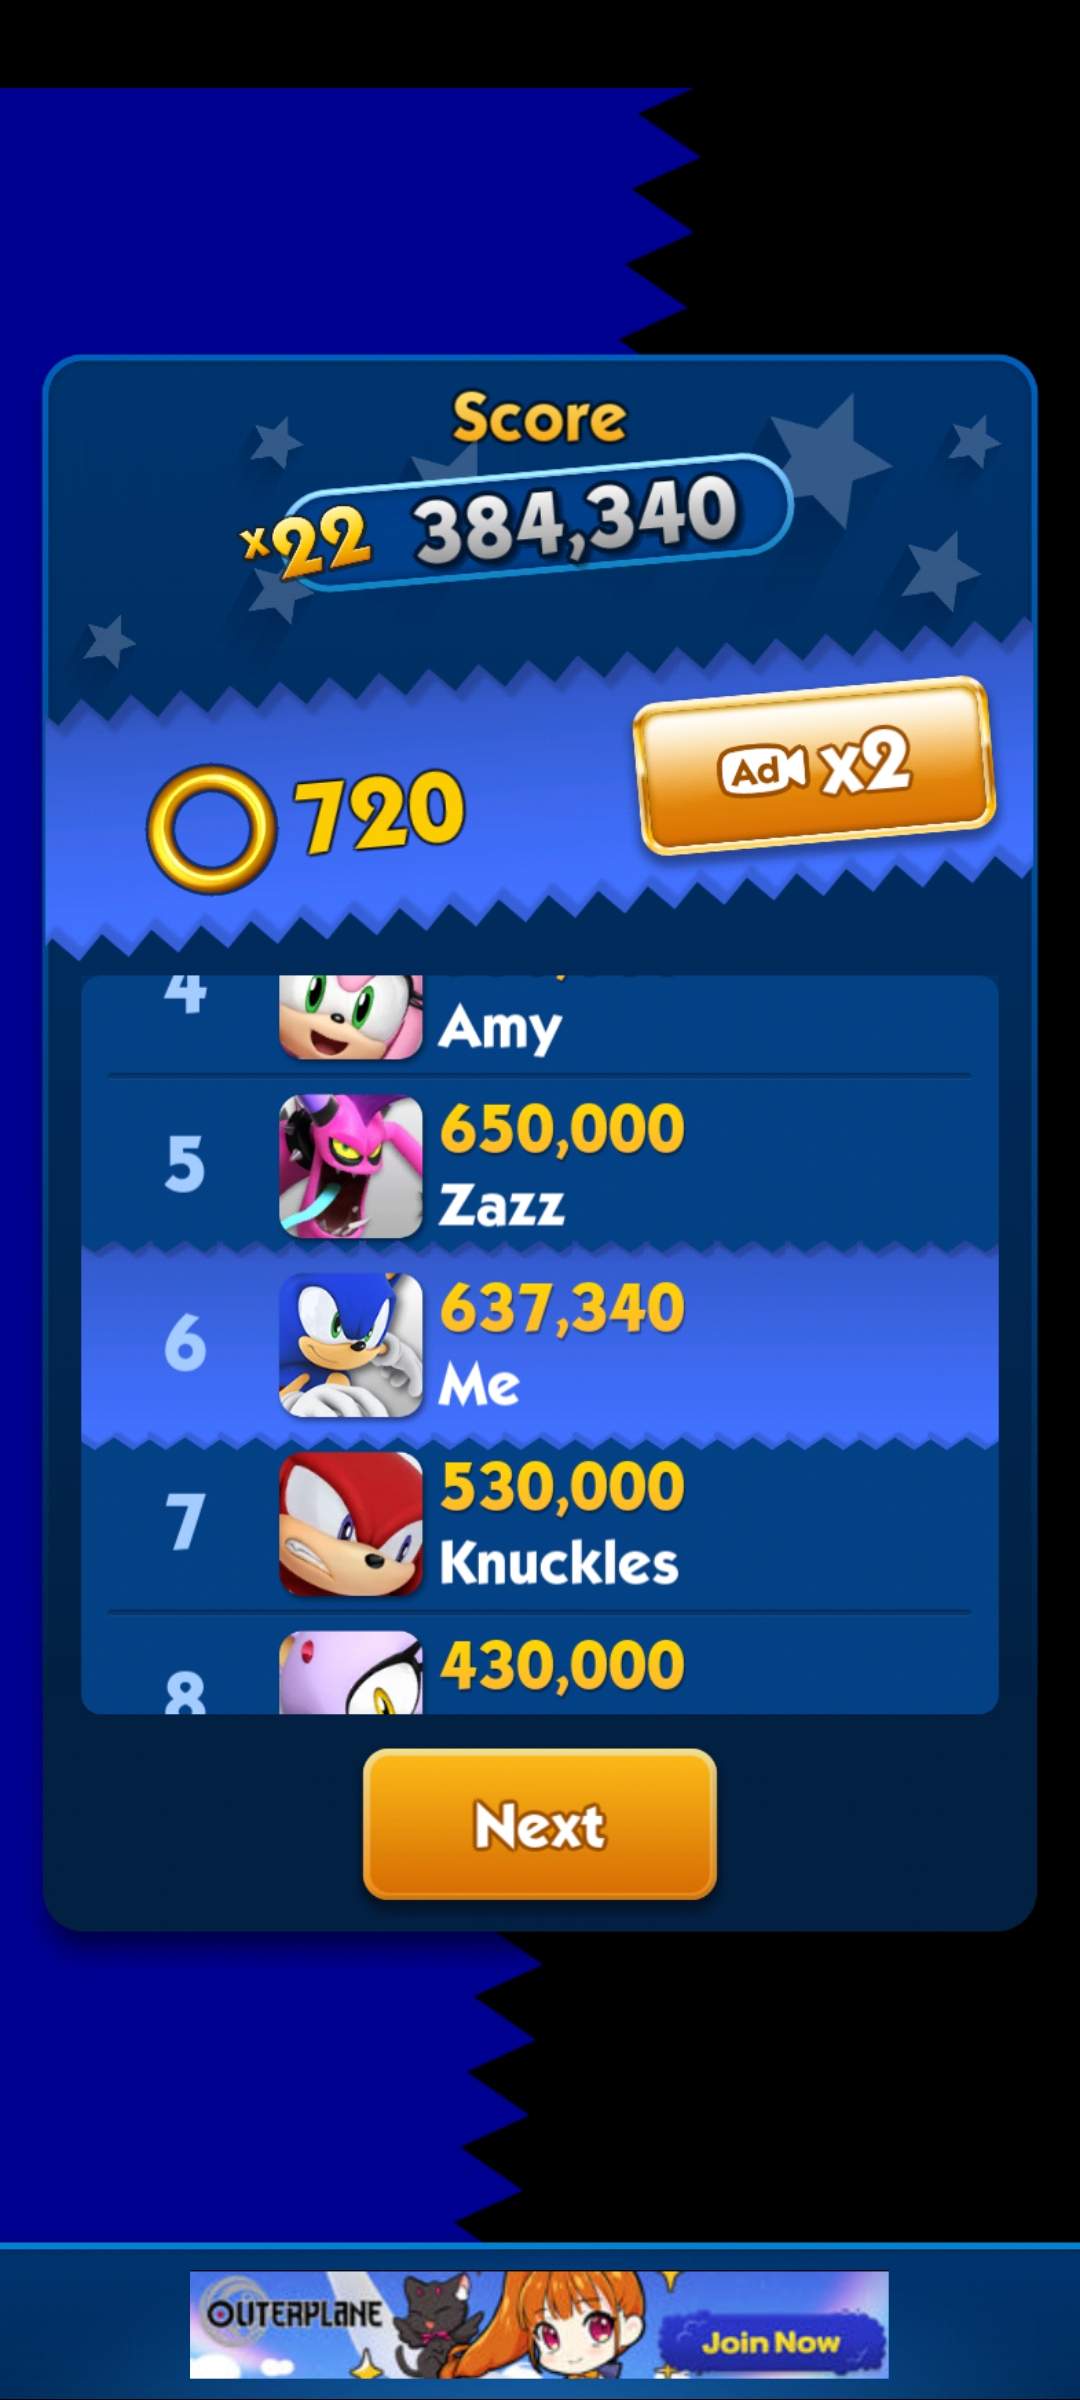 Score
x22 384,340
720
Ad x2
4
Amy
5
650,000
Zazz
6
637,340
Me
7
530,000
Knuckles
8
430,000
Next
OUTERPLANE
Join Now